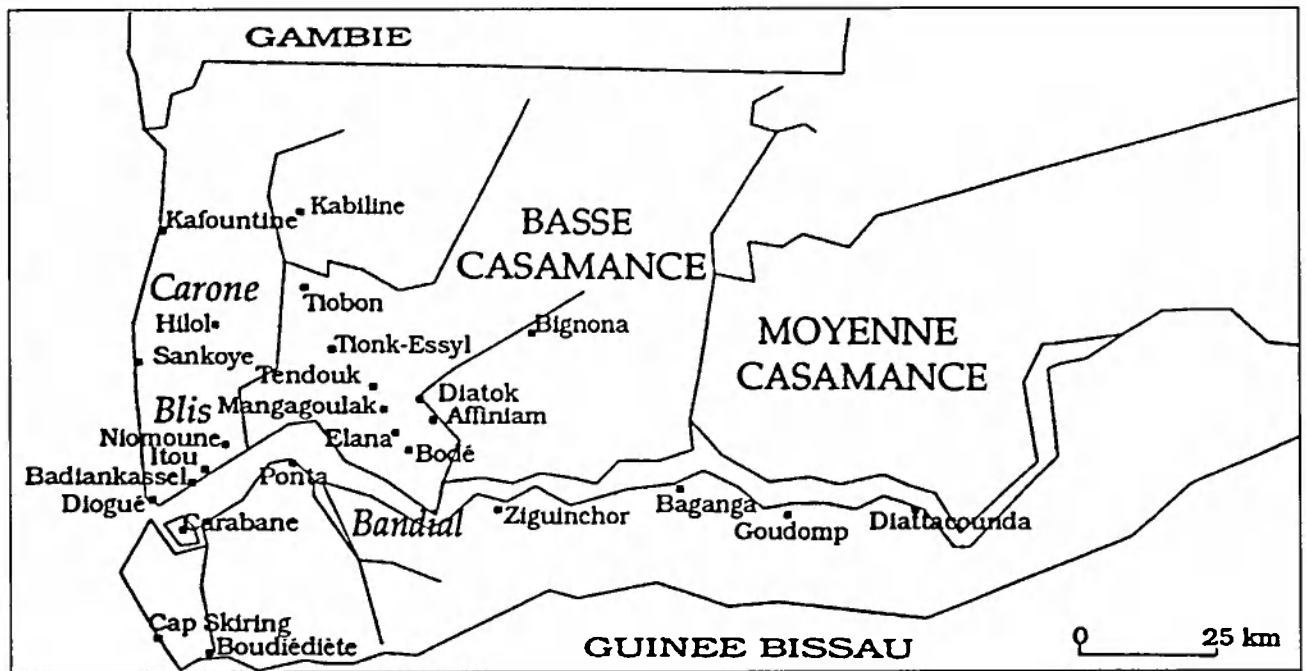 GAMBIE
Kafountine
Kabiline
BASSE
CASAMANCE
Carone
Tiobon
Hilol
Bignona
Sankoye
Tionk-Essyl
MOYENNE
CASAMANCE
Tendouk
Diatok
Blis
Mangagoulak
Affiniam
Niomoune
Elana
Bodé
Itou
Badiankassel
Ponta
Diogué
Carabane
Bandial
Ziguinchor
Baganga
Goudomp
Diattacounda
Cap Skiring
Boudiédiète
GUINEE BISSAU
0 25 km